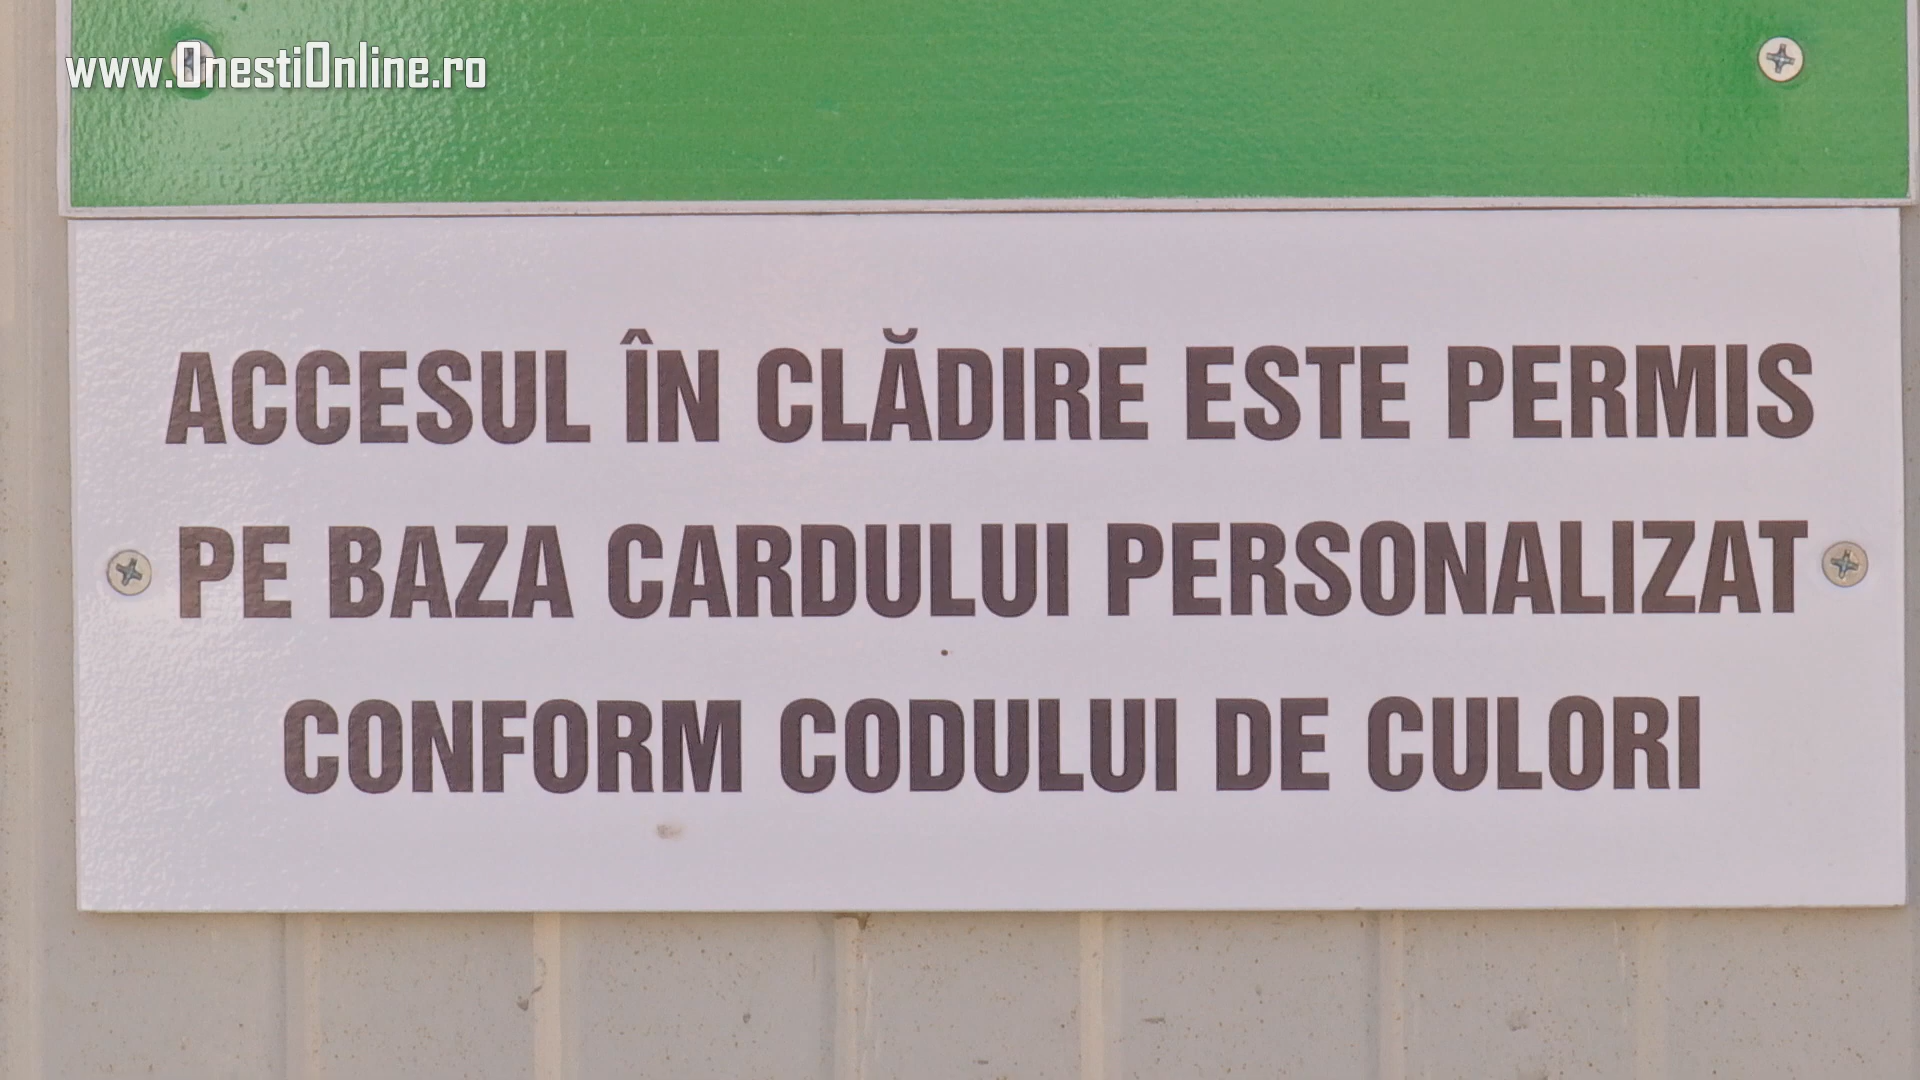 www.OnestiOnline.ro
ACCESUL ÎN CLĂDIRE ESTE PERMIS
PE BAZA CARDULUI PERSONALIZAT
CONFORM CODULUI DE CULORI